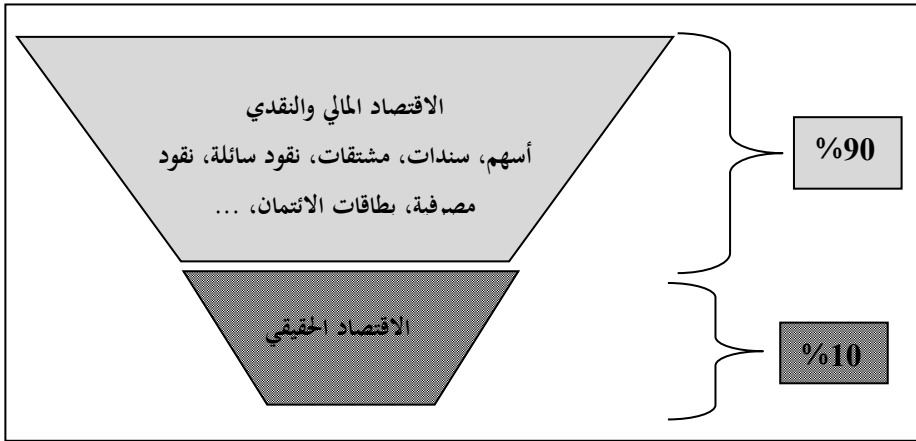 الاقتصاد المالي والنقدي
أسهم، سندات، مشتقات، نقود سائلة، نقود
مصرفية، بطاقات الائتمان، ...
%90
الاقتصاد الحقيقي
%10